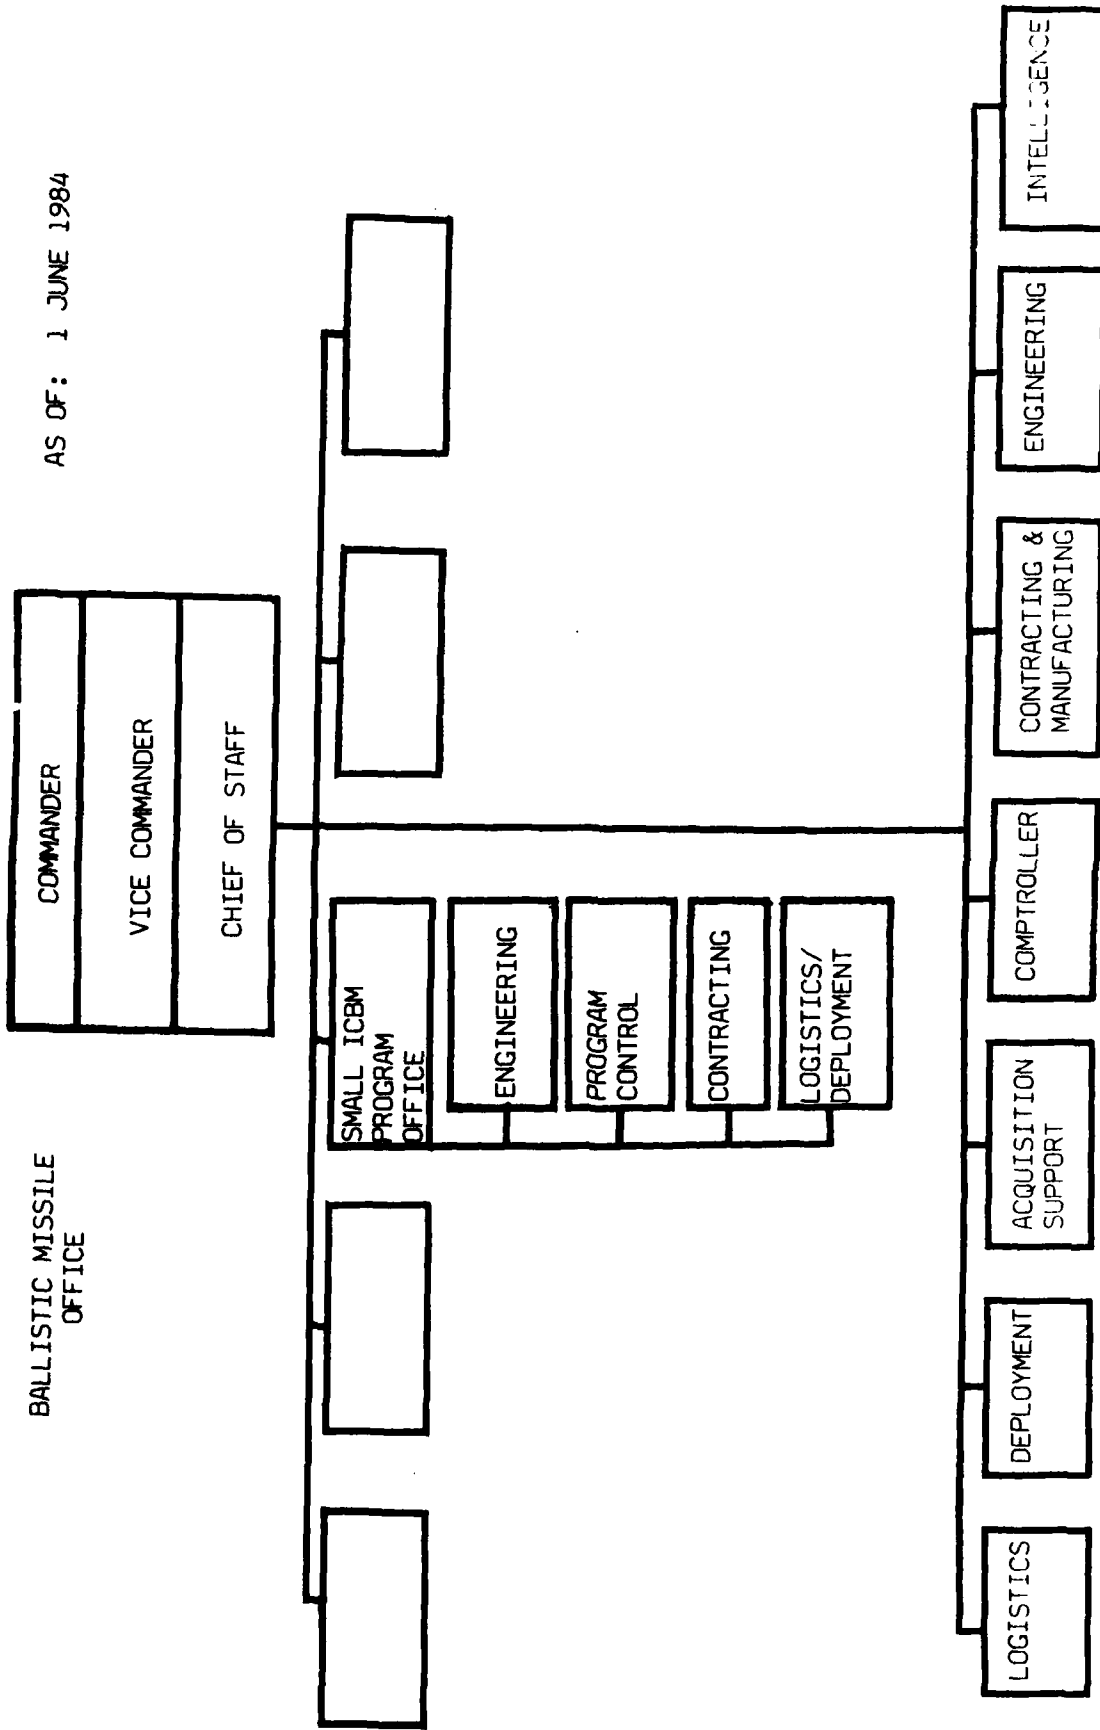 BALLISTIC MISSILE
OFFICE
AS OF: 1 JUNE 1984
COMMANDER
VICE COMMANDER
CHIEF OF STAFF
SMALL ICBM
PROGRAM
OFFICE
ENGINEERING
PROGRAM
CONTROL
CONTRACTING
LOGISTICS/
DEPLOYMENT
LOGISTICS
DEPLOYMENT
ACQUISITION
SUPPORT
COMPTROLLER
CONTRACTING &
MANUFACTURING
ENGINEERING
INTELLIGENCE